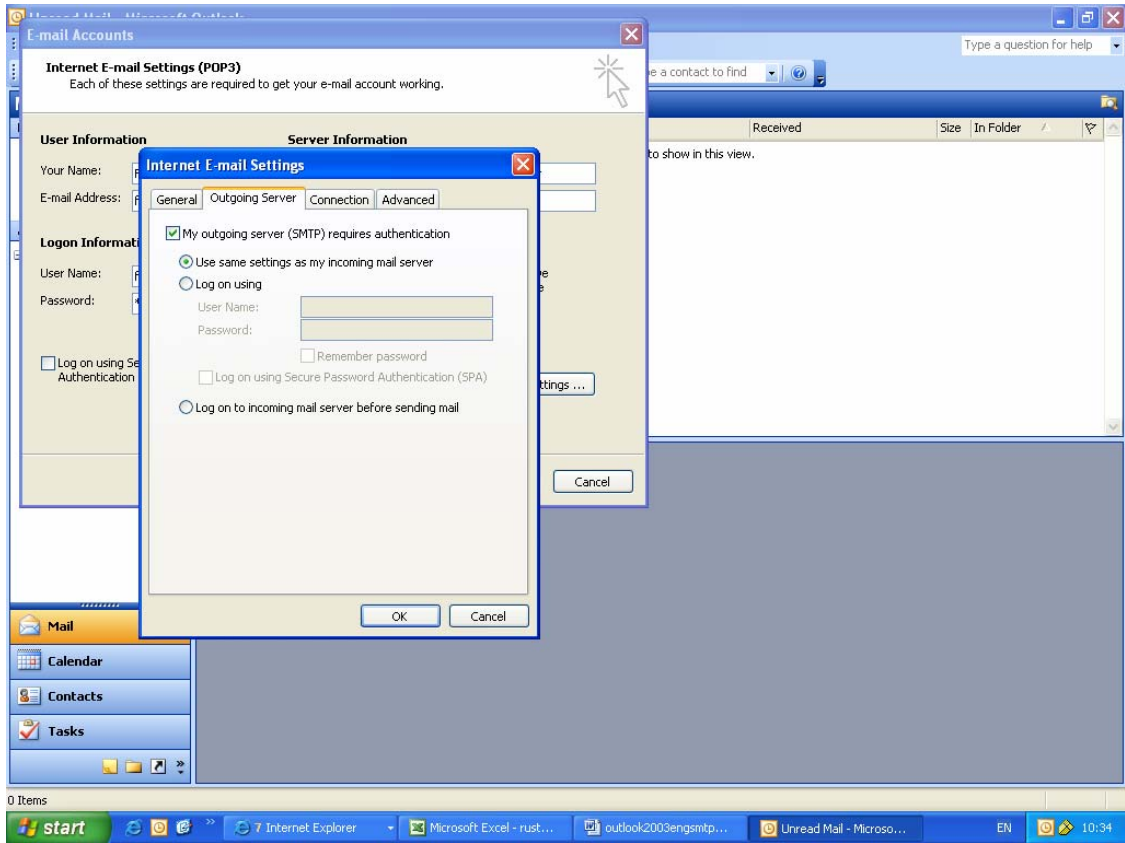 Unread Mail - Microsoft Outlook
E-mail Accounts
Type a question for help
Internet E-mail Settings (POP3)
Each of these settings are required to get your e-mail account working.
e a contact to find
Received
Size
In Folder
to show in this view.
User Information
Server Information
Your Name:
E-mail Address:
Logon Informati
User Name:
Password:
Log on using Se
Authentication
ttings ...
Cancel
Internet E-mail Settings
General
Outgoing Server
Connection
Advanced
My outgoing server (SMTP) requires authentication
Use same settings as my incoming mail server
Log on using
User Name:
Password:
Remember password
Log on using Secure Password Authentication (SPA)
Log on to incoming mail server before sending mail
OK
Cancel
Mail
Calendar
Contacts
Tasks
0 Items
start
7 Internet Explorer
Microsoft Excel - rust...
outlook2003engsmtp...
Unread Mail - Microso...
EN
10:34